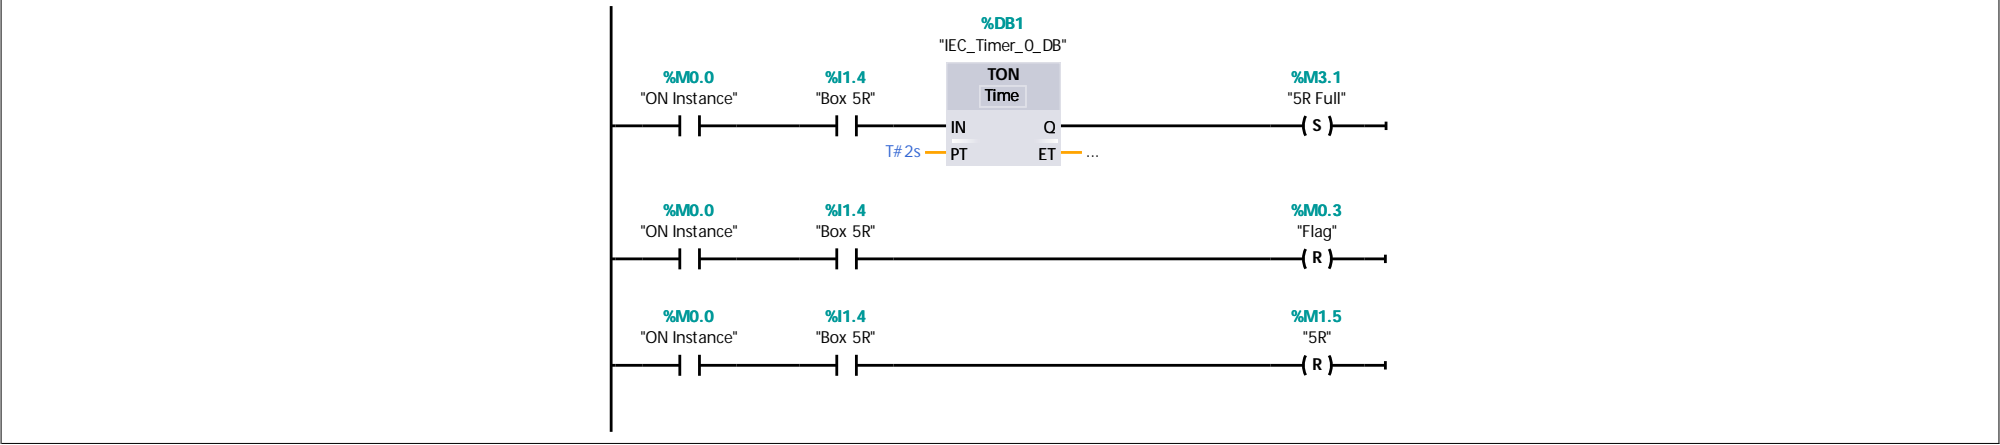 %DB1
"IEC_Timer_0_DB"
%M0.0 %I1.4 TON %M3.1
"ON Instance" "Box 5R" Time "5R Full"
IN Q ( S )
T#2s PT ET ...
%M0.0 %I1.4 %M0.3
"ON Instance" "Box 5R" "Flag"
( R )
%M0.0 %I1.4 %M1.5
"ON Instance" "Box 5R" "5R"
( R )